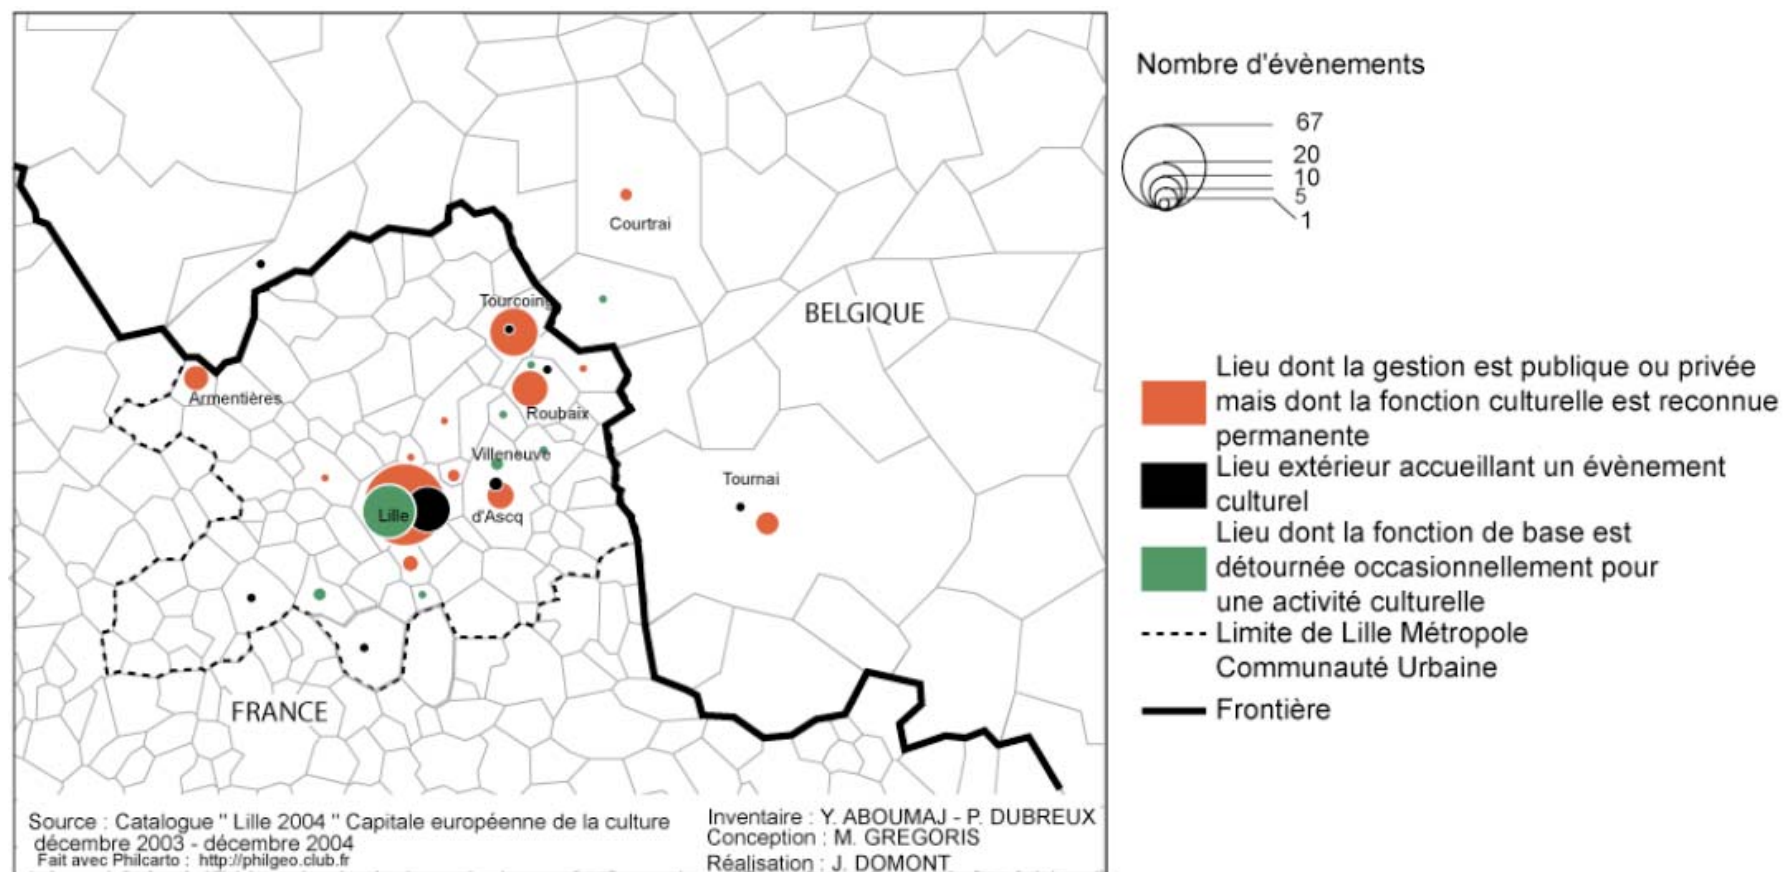 Nombre d'évènements
67
20
10
5
1
Courtrai
BELGIQUE
Tourcoing
Armentières
Roubaix
Villeneuve
Tournai
Lille
d'Ascq
FRANCE
Lieu dont la gestion est publique ou privée
mais dont la fonction culturelle est reconnue
permanente
Lieu extérieur accueillant un évènement
culturel
Lieu dont la fonction de base est
détournée occasionnellement pour
une activité culturelle
Limite de Lille Métropole
Communauté Urbaine
Frontière
Source : Catalogue " Lille 2004 " Capitale européenne de la culture
décembre 2003 - décembre 2004
Fait avec Philcarto : http://philgeo.club.fr
Inventaire : Y. ABOUMAJ - P. DUBREUX
Conception : M. GREGORIS
Réalisation : J. DOMONT